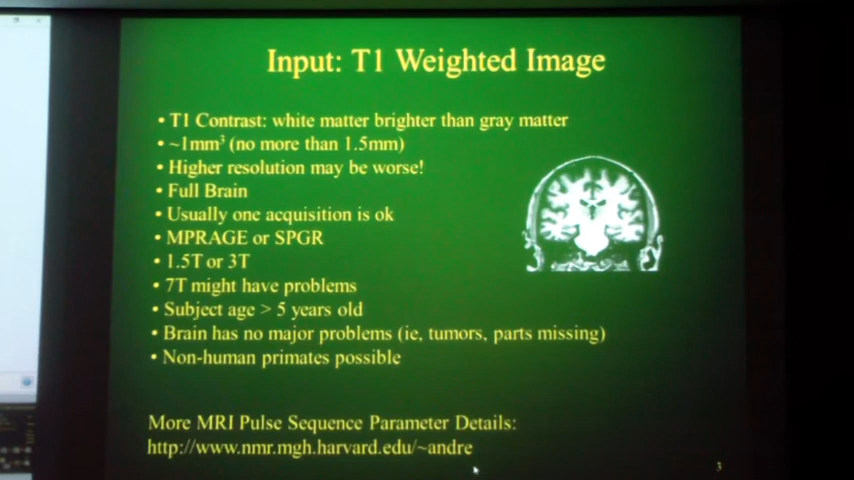 Input: T1 Weighted Image
• T1 Contrast: white matter brighter than gray matter
• ~1mm³ (no more than 1.5mm)
• Higher resolution may be worse!
• Full Brain
• Usually one acquisition is ok
• MPRAGE or SPGR
• 1.5T or 3T
• 7T might have problems
• Subject age > 5 years old
• Brain has no major problems (ie, tumors, parts missing)
• Non-human primates possible
More MRI Pulse Sequence Parameter Details:
http://www.nmr.mgh.harvard.edu/~andre
3